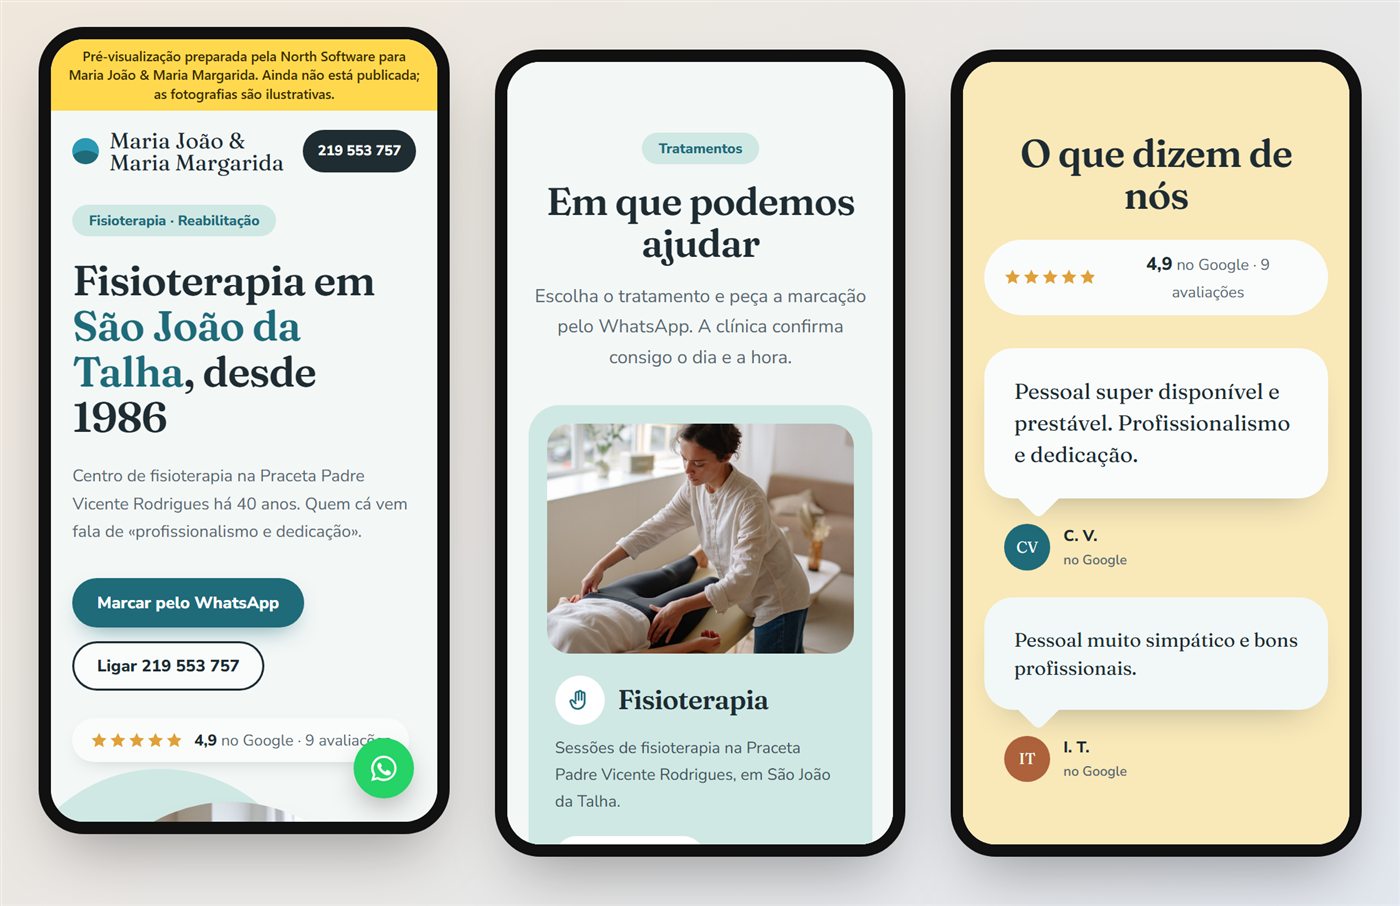 Pré-visualização preparada pela North Software para
Maria João & Maria Margarida. Ainda não está publicada;
as fotografias são ilustrativas.
Maria João &
Maria Margarida
219 553 757
Fisioterapia · Reabilitação
Fisioterapia em
São João da
Talha, desde
1986
Centro de fisioterapia na Praceta Padre
Vicente Rodrigues há 40 anos. Quem cá vem
fala de «profissionalismo e dedicação».
Marcar pelo WhatsApp
Ligar 219 553 757
4,9 no Google · 9
Tratamentos
Em que podemos
ajudar
Escolha o tratamento e peça a marcação
pelo WhatsApp. A clínica confirma
consigo o dia e a hora.
Fisioterapia
Sessões de fisioterapia na Praceta
Padre Vicente Rodrigues, em São João
da Talha.
O que dizem de
nós
4,9 no Google · 9
avaliações
Pessoal super disponível e
prestável. Profissionalismo
e dedicação.
CV
C. V.
no Google
Pessoal muito simpático e bons
profissionais.
IT
I. T.
no Google